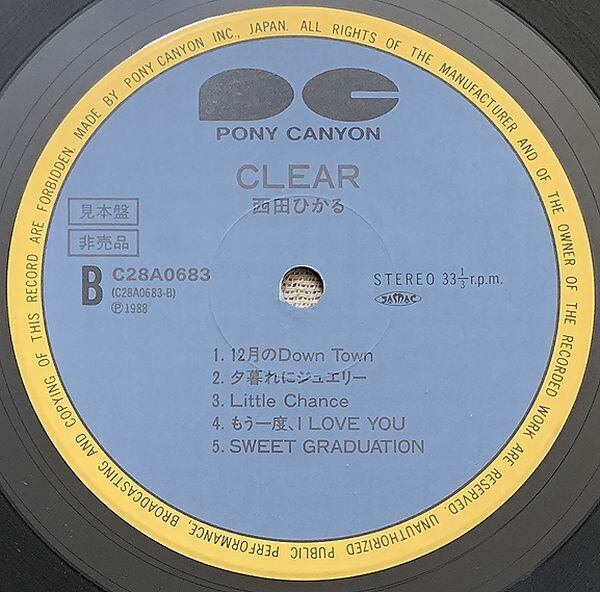 MADE BY PONY CANYON INC., JAPAN. ALL RIGHTS OF THE MANUFACTURER AND OF THE OWNER OF THE RECORDED WORK ARE RESERVED. UNAUTHORIZED PUBLIC PERFORMANCE, BROADCASTING AND COPYING OF THIS RECORD ARE FORBIDDEN.
PC
PONY CANYON
CLEAR
西田ひかる
見本盤
非売品
B C28A0683
(C28A0683-B)
Ⓟ1988
STEREO 33 1/3 r.p.m.
JASRAC
1. 12月のDown Town
2. 夕暮れにジュエリー
3. Little Chance
4. もう一度、I LOVE YOU
5. SWEET GRADUATION